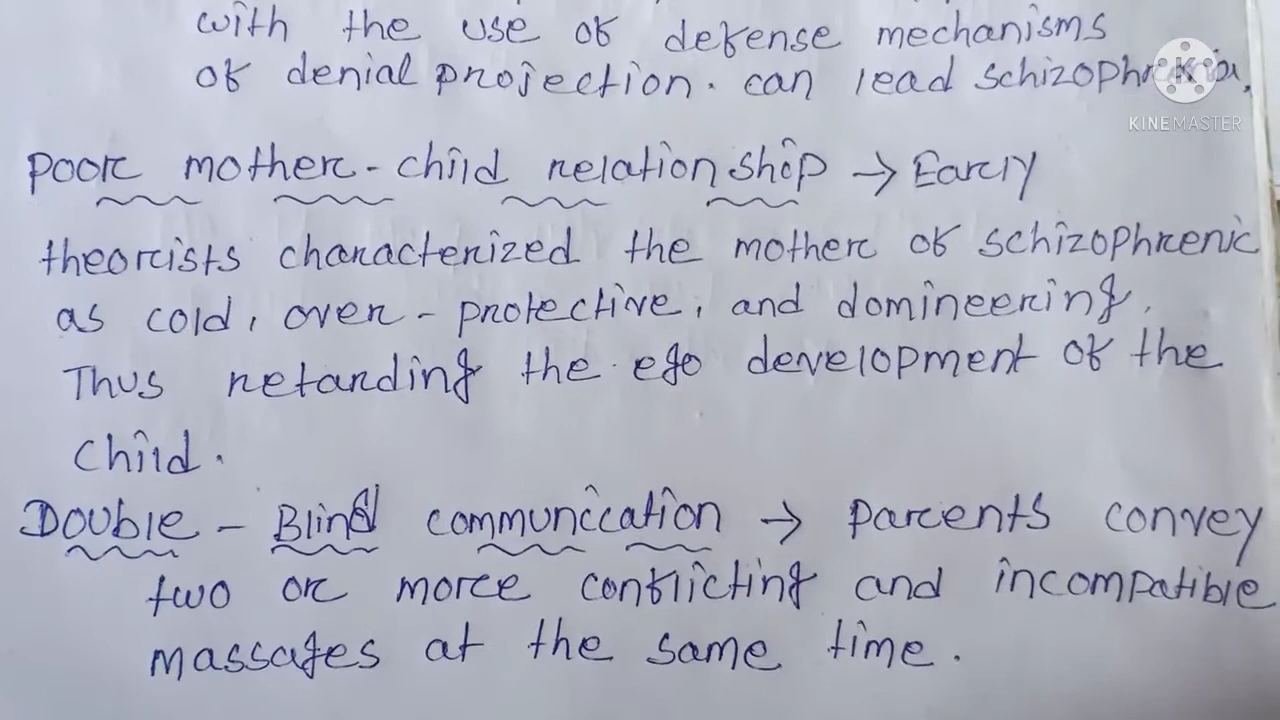 with the use of defense mechanisms
of denial projection. can lead schizophrenia.
KINEMASTER
Poor mother-child relationship → Early
theorists characterized the mother of schizophrenic
as cold, over-protective, and domineering.
Thus retarding the ego development of the
child.
Double-Blind communication → Parents convey
two or more conflicting and incompatible
massages at the same time.